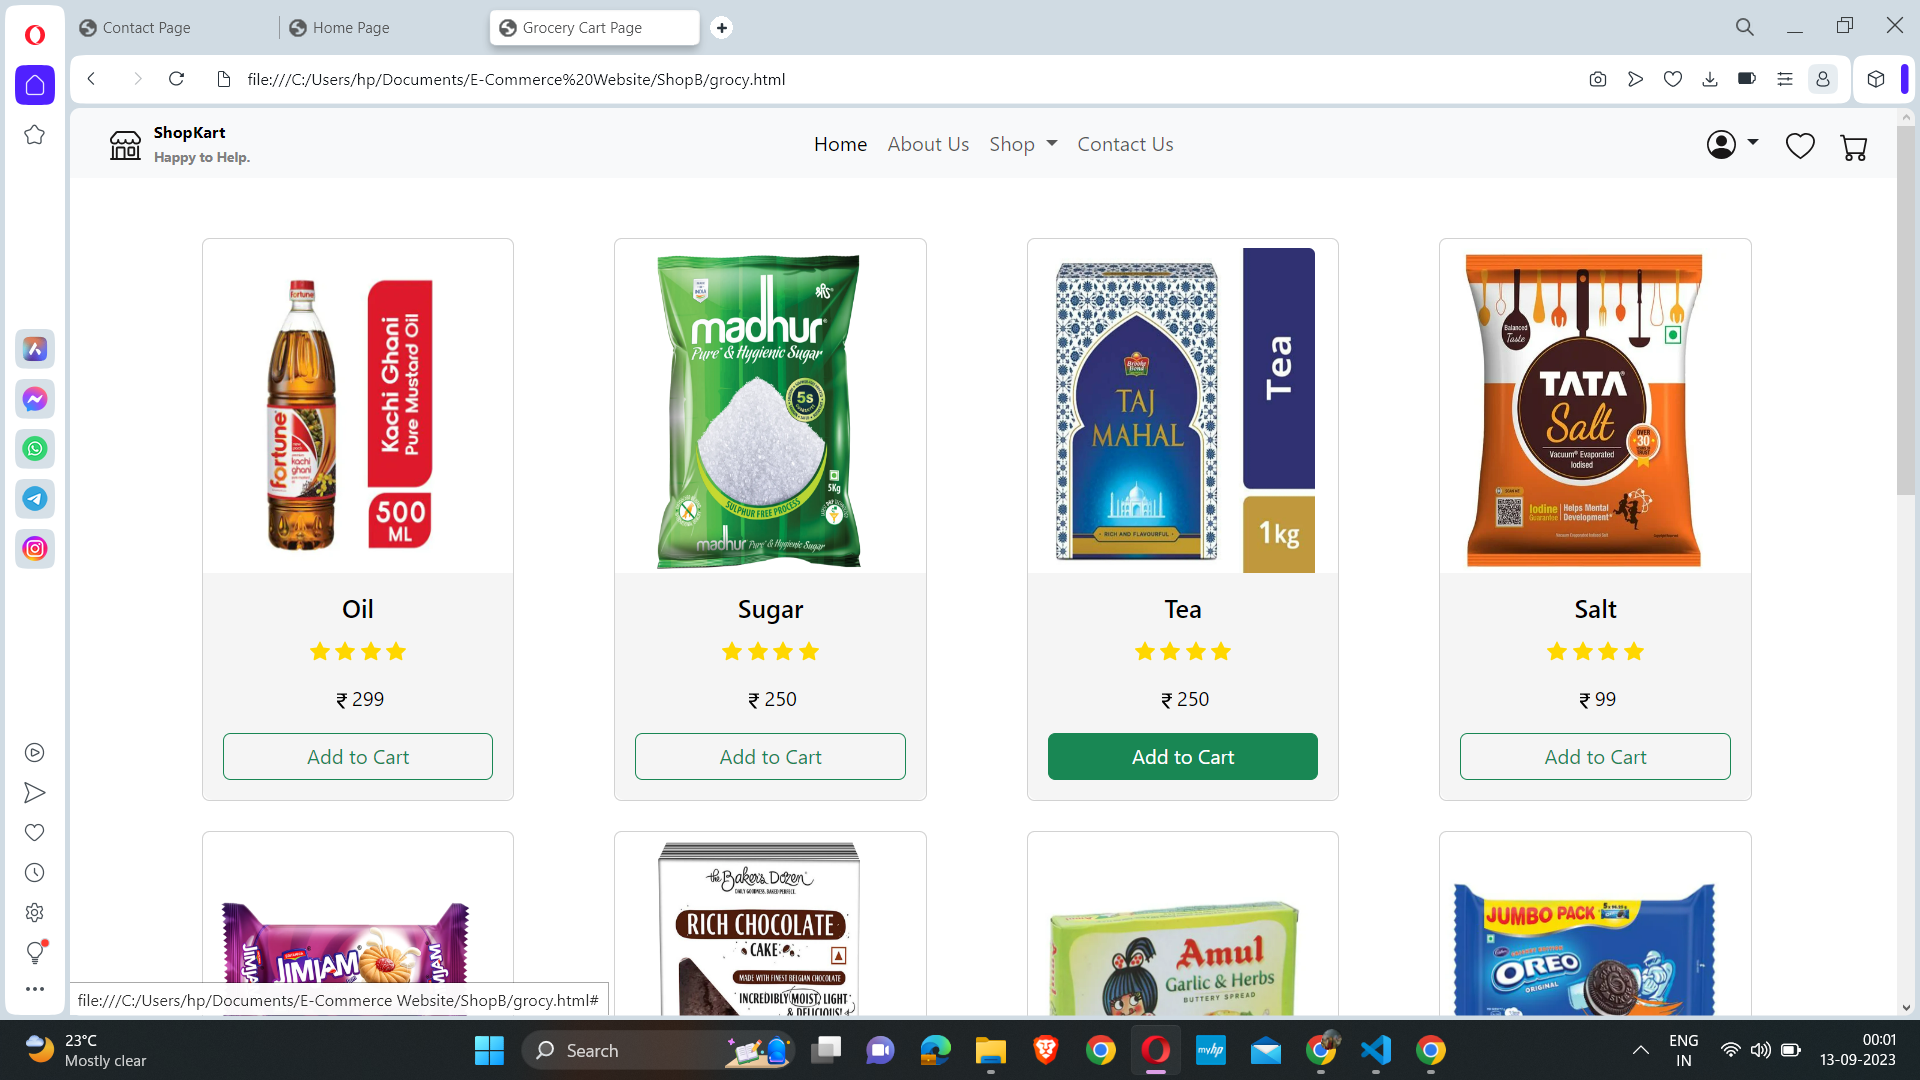 Contact Page
Home Page
Grocery Cart Page
file:///C:/Users/hp/Documents/E-Commerce%20Website/ShopB/grocy.html
ShopKart
Happy to Help.
Home
About Us
Shop
Contact Us
fortune
fortune
kachi
ghani
Kachi Ghani
Pure Mustard Oil
500
ML
madhur
Pure & Hygienic Sugar
5s
5Kg
SULPHUR FREE PROCESS
madhur Pure & Hygienic Sugar
Brooke
Bond
TAJ
MAHAL
RICH AND FLAVOURFUL
Tea
1kg
Balanced
Taste
TATA
Salt
Vacuum Evaporated
Iodised
OVER
30
Iodine
Guarantee
Helps Mental
Development*
Oil
₹ 299
Add to Cart
Sugar
₹ 250
Add to Cart
Tea
₹ 250
Add to Cart
Salt
₹ 99
Add to Cart
JIMJAM
the Baker's Dozen
RICH CHOCOLATE
CAKE
MADE WITH FINEST BELGIAN CHOCOLATE
INCREDIBLY MOIST, LIGHT
& DELICIOUS!
Amul
Garlic & Herbs
BUTTERY SPREAD
JUMBO PACK
OREO
ORIGINAL
file:///C:/Users/hp/Documents/E-Commerce Website/ShopB/grocy.html#
23°C
Mostly clear
Search
myhp
ENG
IN
00:01
13-09-2023